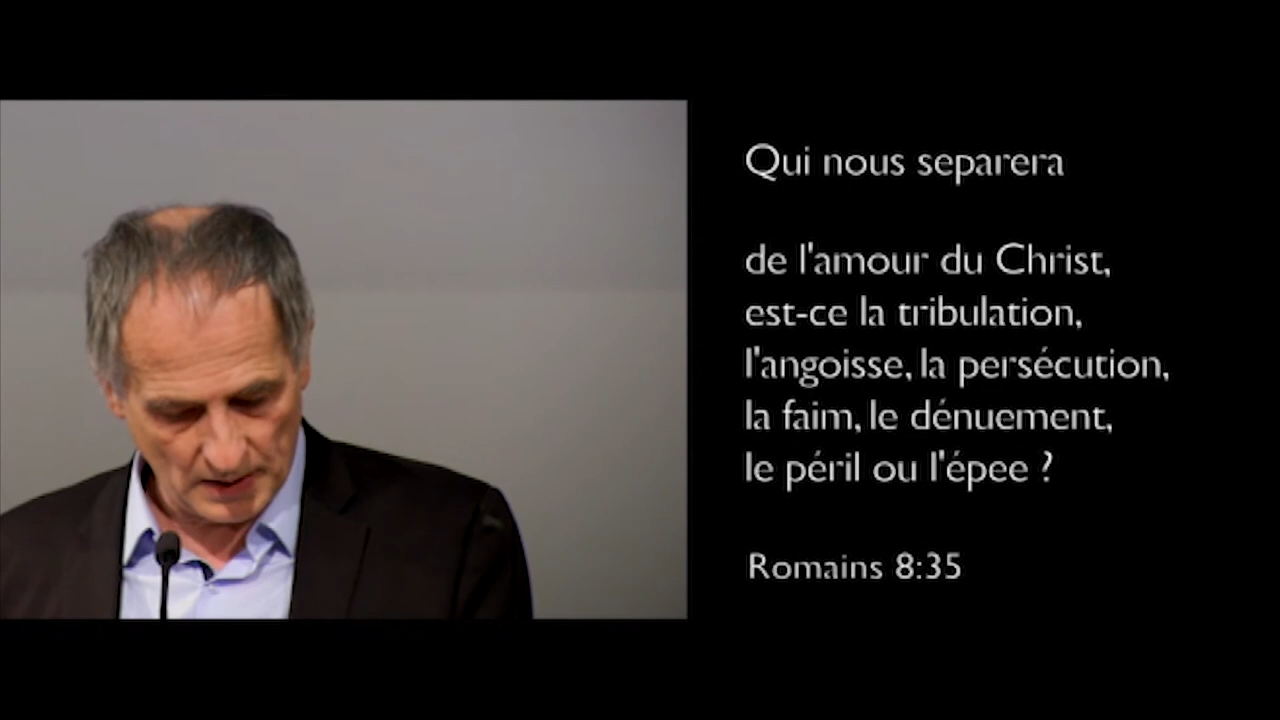 Qui nous separera
de l'amour du Christ,
est-ce la tribulation,
l'angoisse, la persécution,
la faim, le dénuement,
le péril ou l'épee ?
Romains 8:35